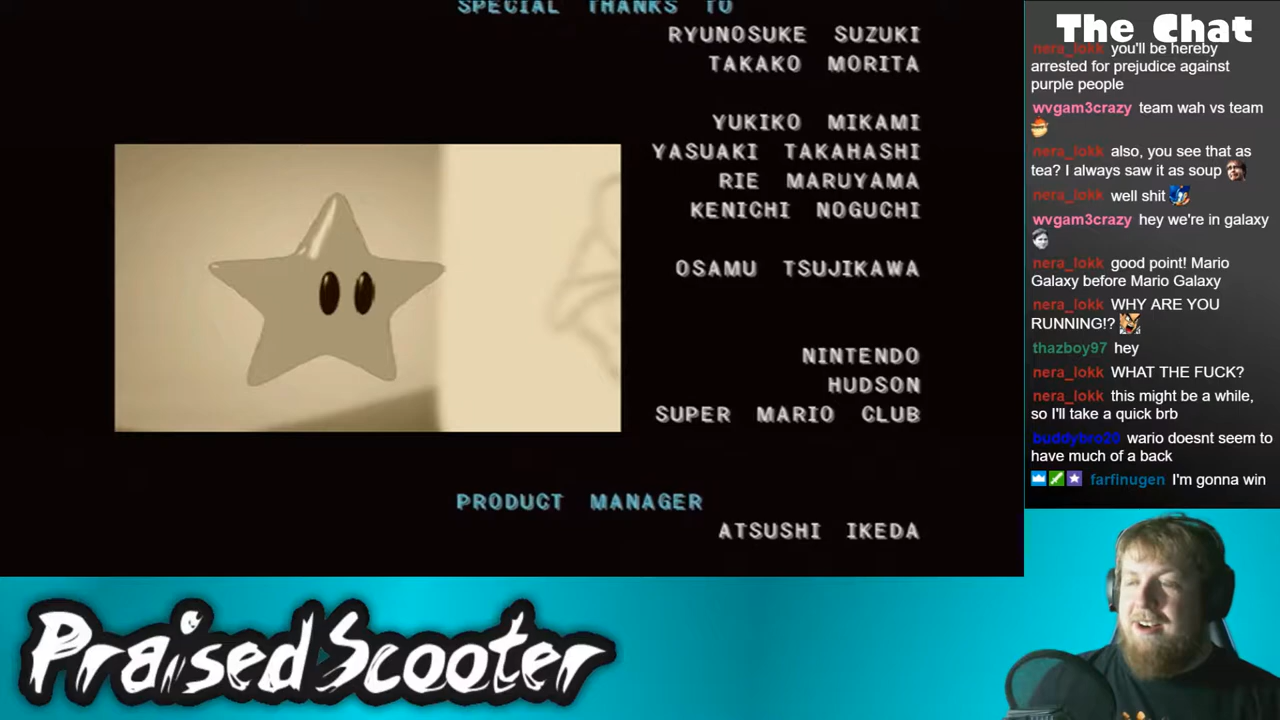 SPECIAL THANKS TO
RYUNOSUKE SUZUKI
TAKAKO MORITA
YUKIKO MIKAMI
YASUAKI TAKAHASHI
RIE MARUYAMA
KENICHI NOGUCHI
OSAMU TSUJIKAWA
NINTENDO
HUDSON
SUPER MARIO CLUB
PRODUCT MANAGER
ATSUSHI IKEDA
The Chat
nera_lokk you'll be hereby
arrested for prejudice against
purple people
wvgam3crazy team wah vs team
nera_lokk also, you see that as
tea? I always saw it as soup
nera_lokk well shit
wvgam3crazy hey we're in galaxy
nera_lokk good point! Mario
Galaxy before Mario Galaxy
nera_lokk WHY ARE YOU
RUNNING!?
thazboy97 hey
nera_lokk WHAT THE FUCK?
nera_lokk this might be a while,
so I'll take a quick brb
buddybro20 wario doesnt seem to
have much of a back
farfinugen I'm gonna win
PraisedScooter